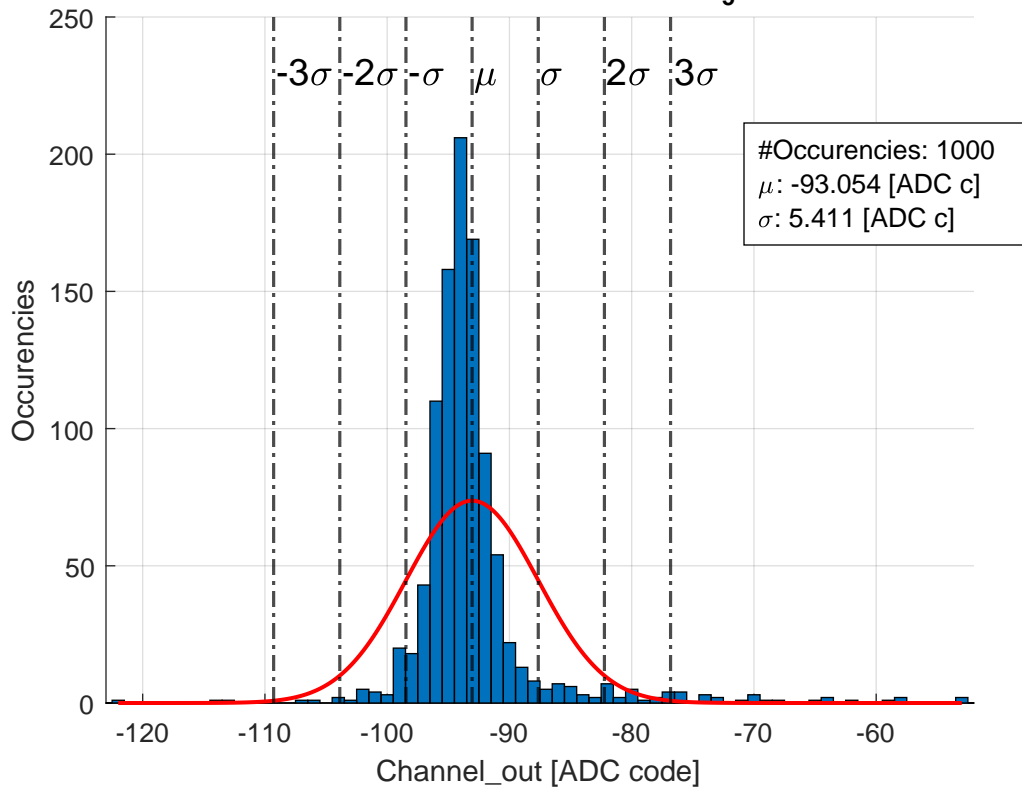 250
200
150
100
50
0
-3σ -2σ -σ μ σ 2σ 3σ
#Occurencies: 1000
μ: -93.054 [ADC c]
σ: 5.411 [ADC c]
Occurencies
-120 -110 -100 -90 -80 -70 -60
Channel_out [ADC code]